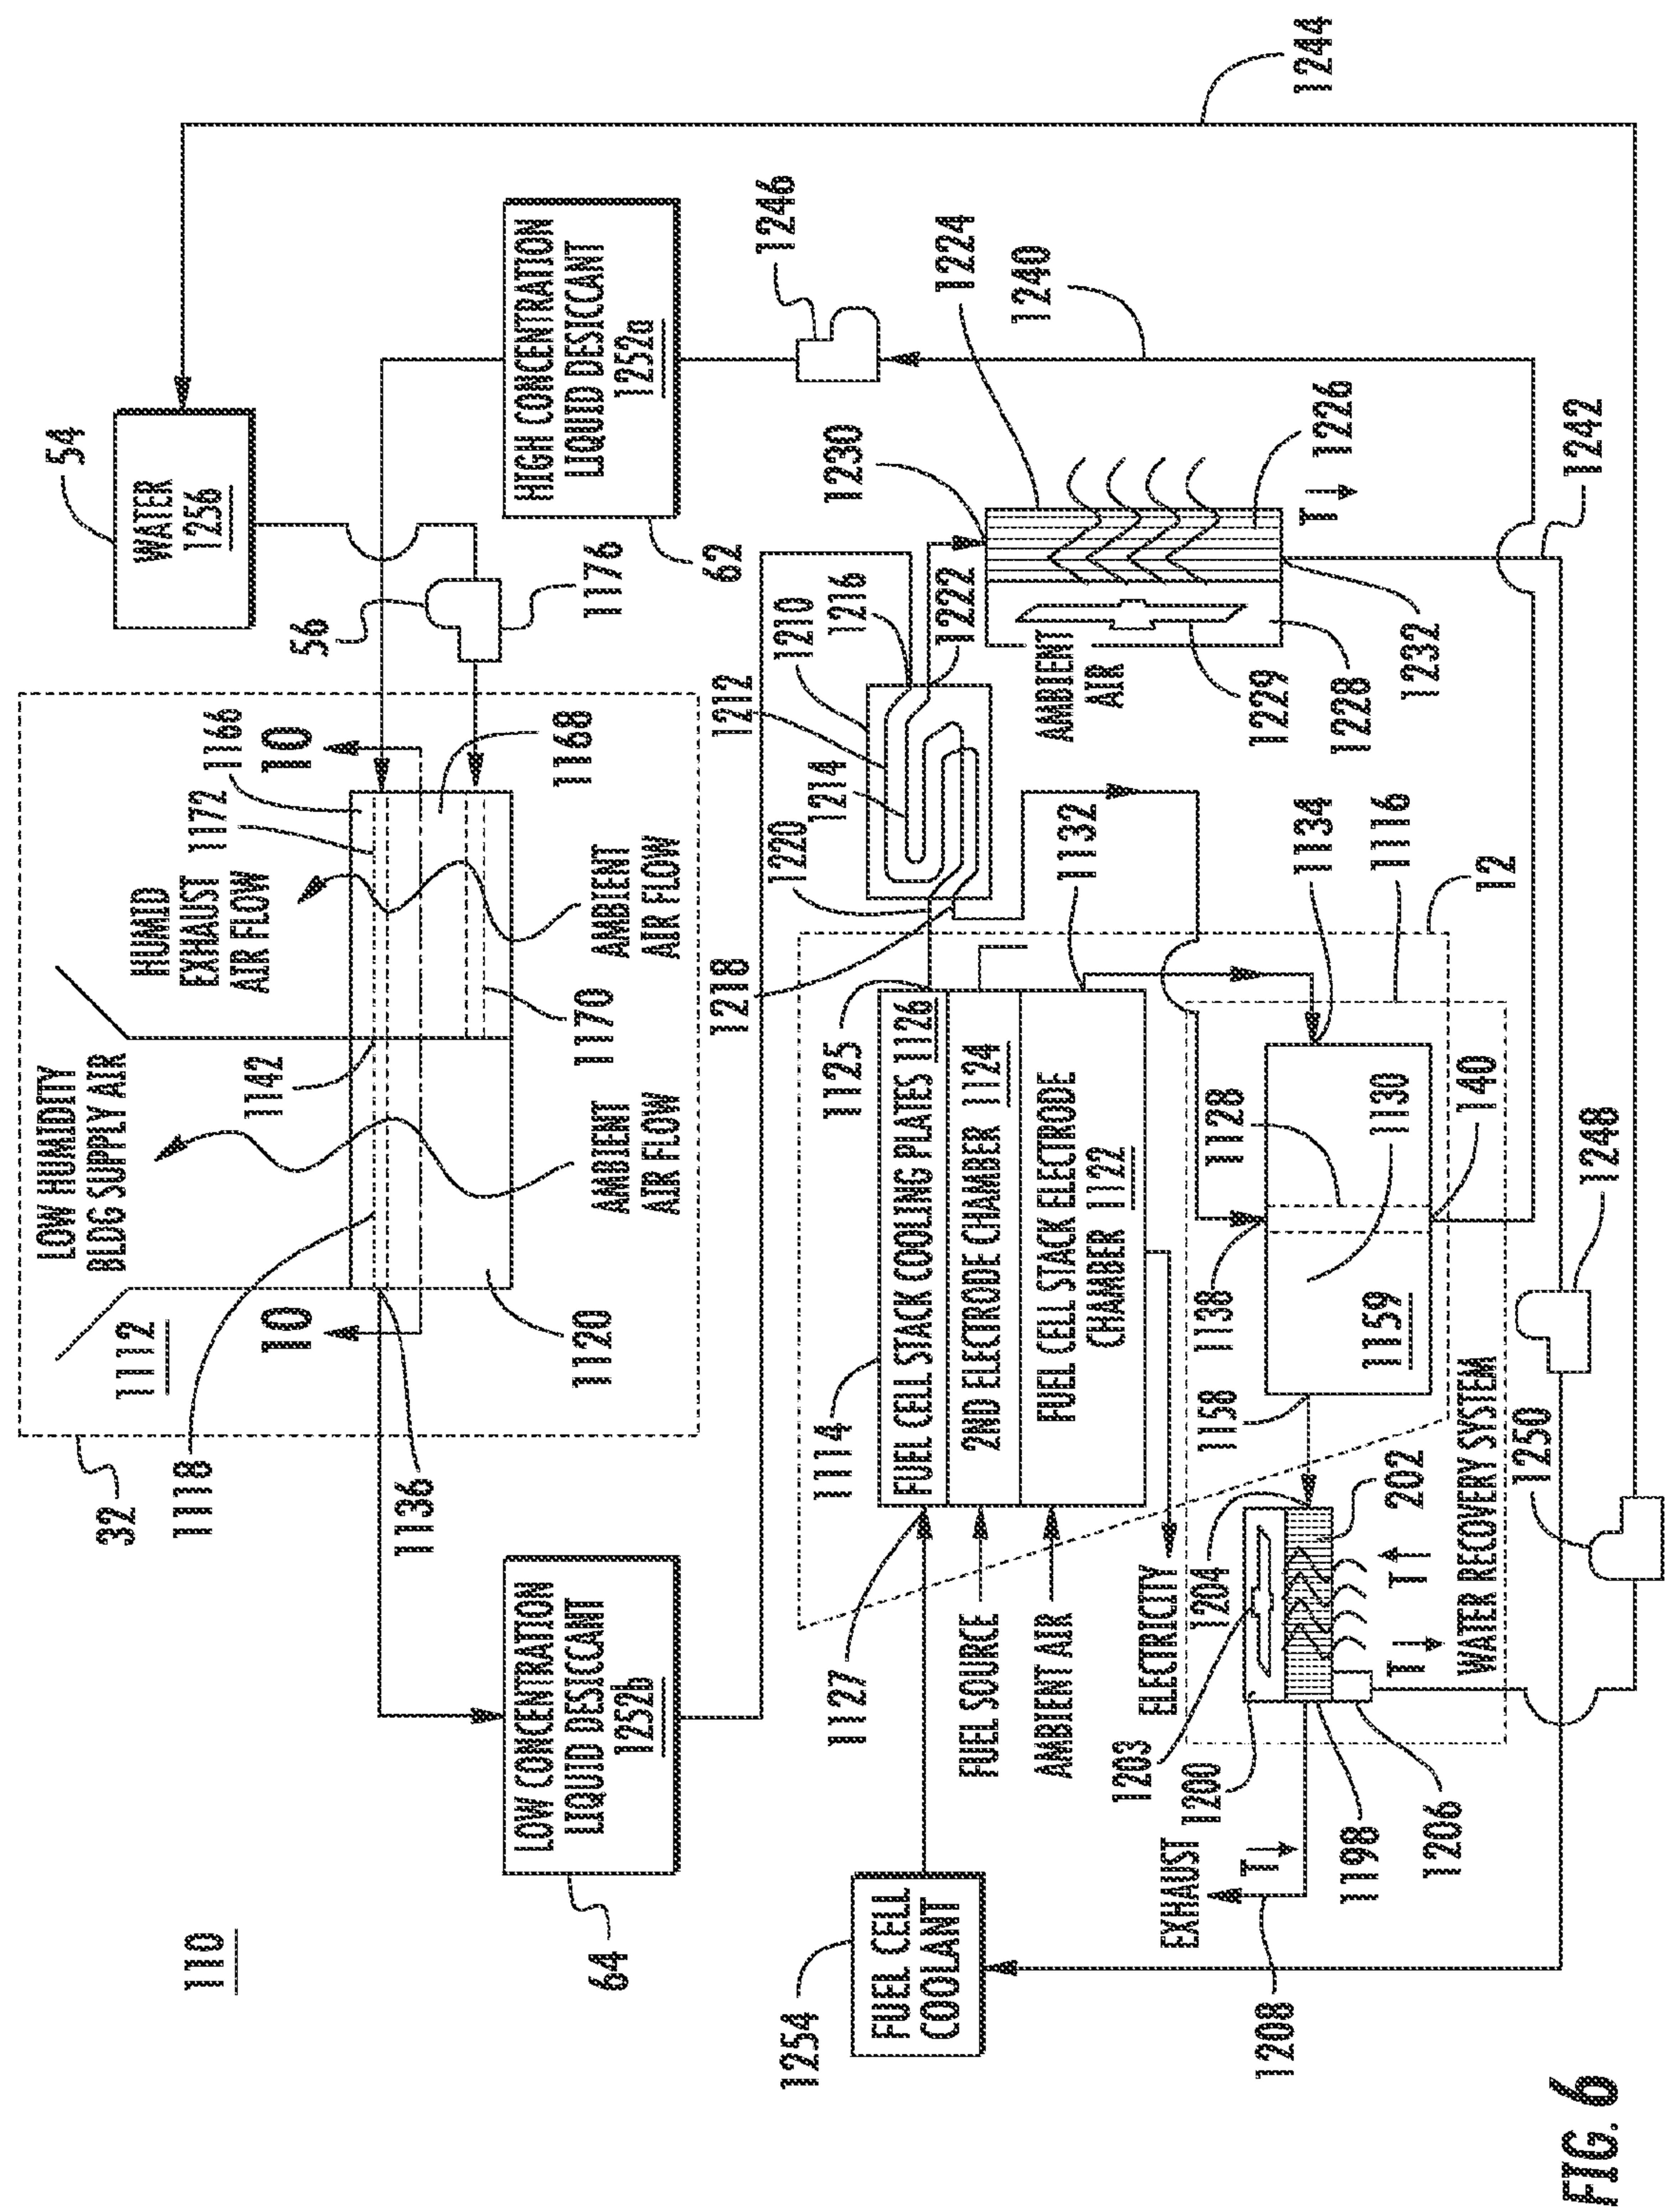 110
32
1112
LOW HUMIDITY
BLDG SUPPLY AIR
HUMID
EXHAUST
AIR FLOW
1172
1166
10
10
1142
1168
1170
AMBIENT
AIR FLOW
AMBIENT
AIR FLOW
1118
1136
1120
54
WATER
1256
56
1176
1244
64
LOW CONCENTRATION
LIQUID DESICCANT
1252b
62
HIGH CONCENTRATION
LIQUID DESICCANT
1252a
1246
1240
1224
1230
1226
T
AMBIENT
AIR
1229
1228
1232
1242
1210
1212
1214
1216
1222
1220
1218
1254
FUEL CELL
COOLANT
1114
1127
1125
FUEL CELL STACK COOLING PLATES 1126
2ND ELECTRODE CHAMBER 1124
FUEL CELL STACK ELECTRODE
CHAMBER 1122
FUEL SOURCE
AMBIENT AIR
ELECTRICITY
1132
1134
1116
12
1128
1130
1140
1138
1158
1159
1204
1203
1200
202
T
T
WATER RECOVERY SYSTEM
EXHAUST
T
1208
1198
1206
1250
1248
FIG. 6